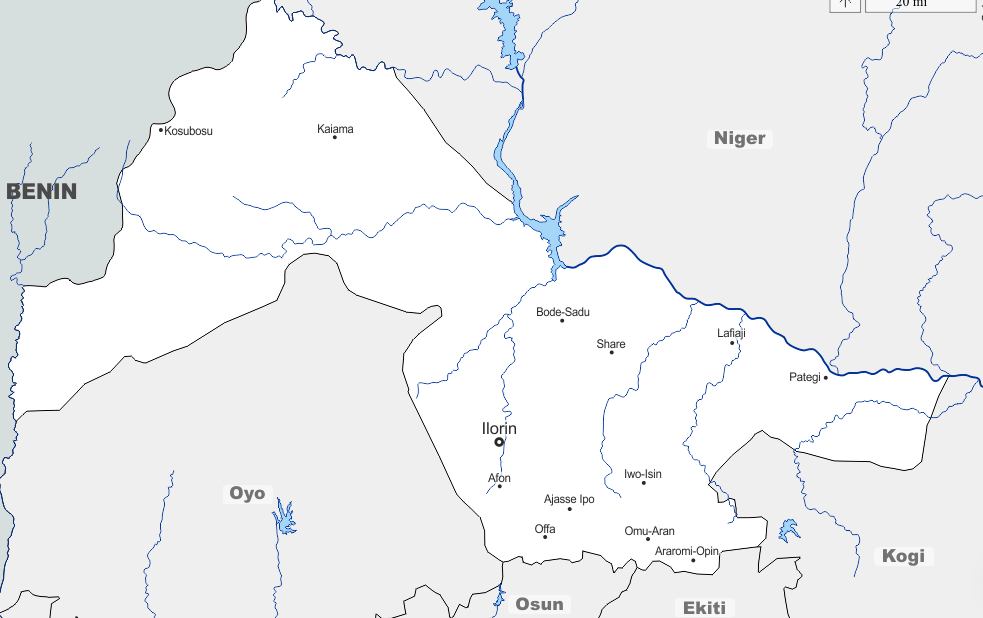 20 mi
Kosubosu
Kaiama
Niger
BENIN
Bode-Sadu
Share
Lafiaji
Pategi
Ilorin
Afon
Iwo-Isin
Oyo
Ajasse Ipo
Offa
Omu-Aran
Araromi-Opin
Kogi
Osun
Ekiti